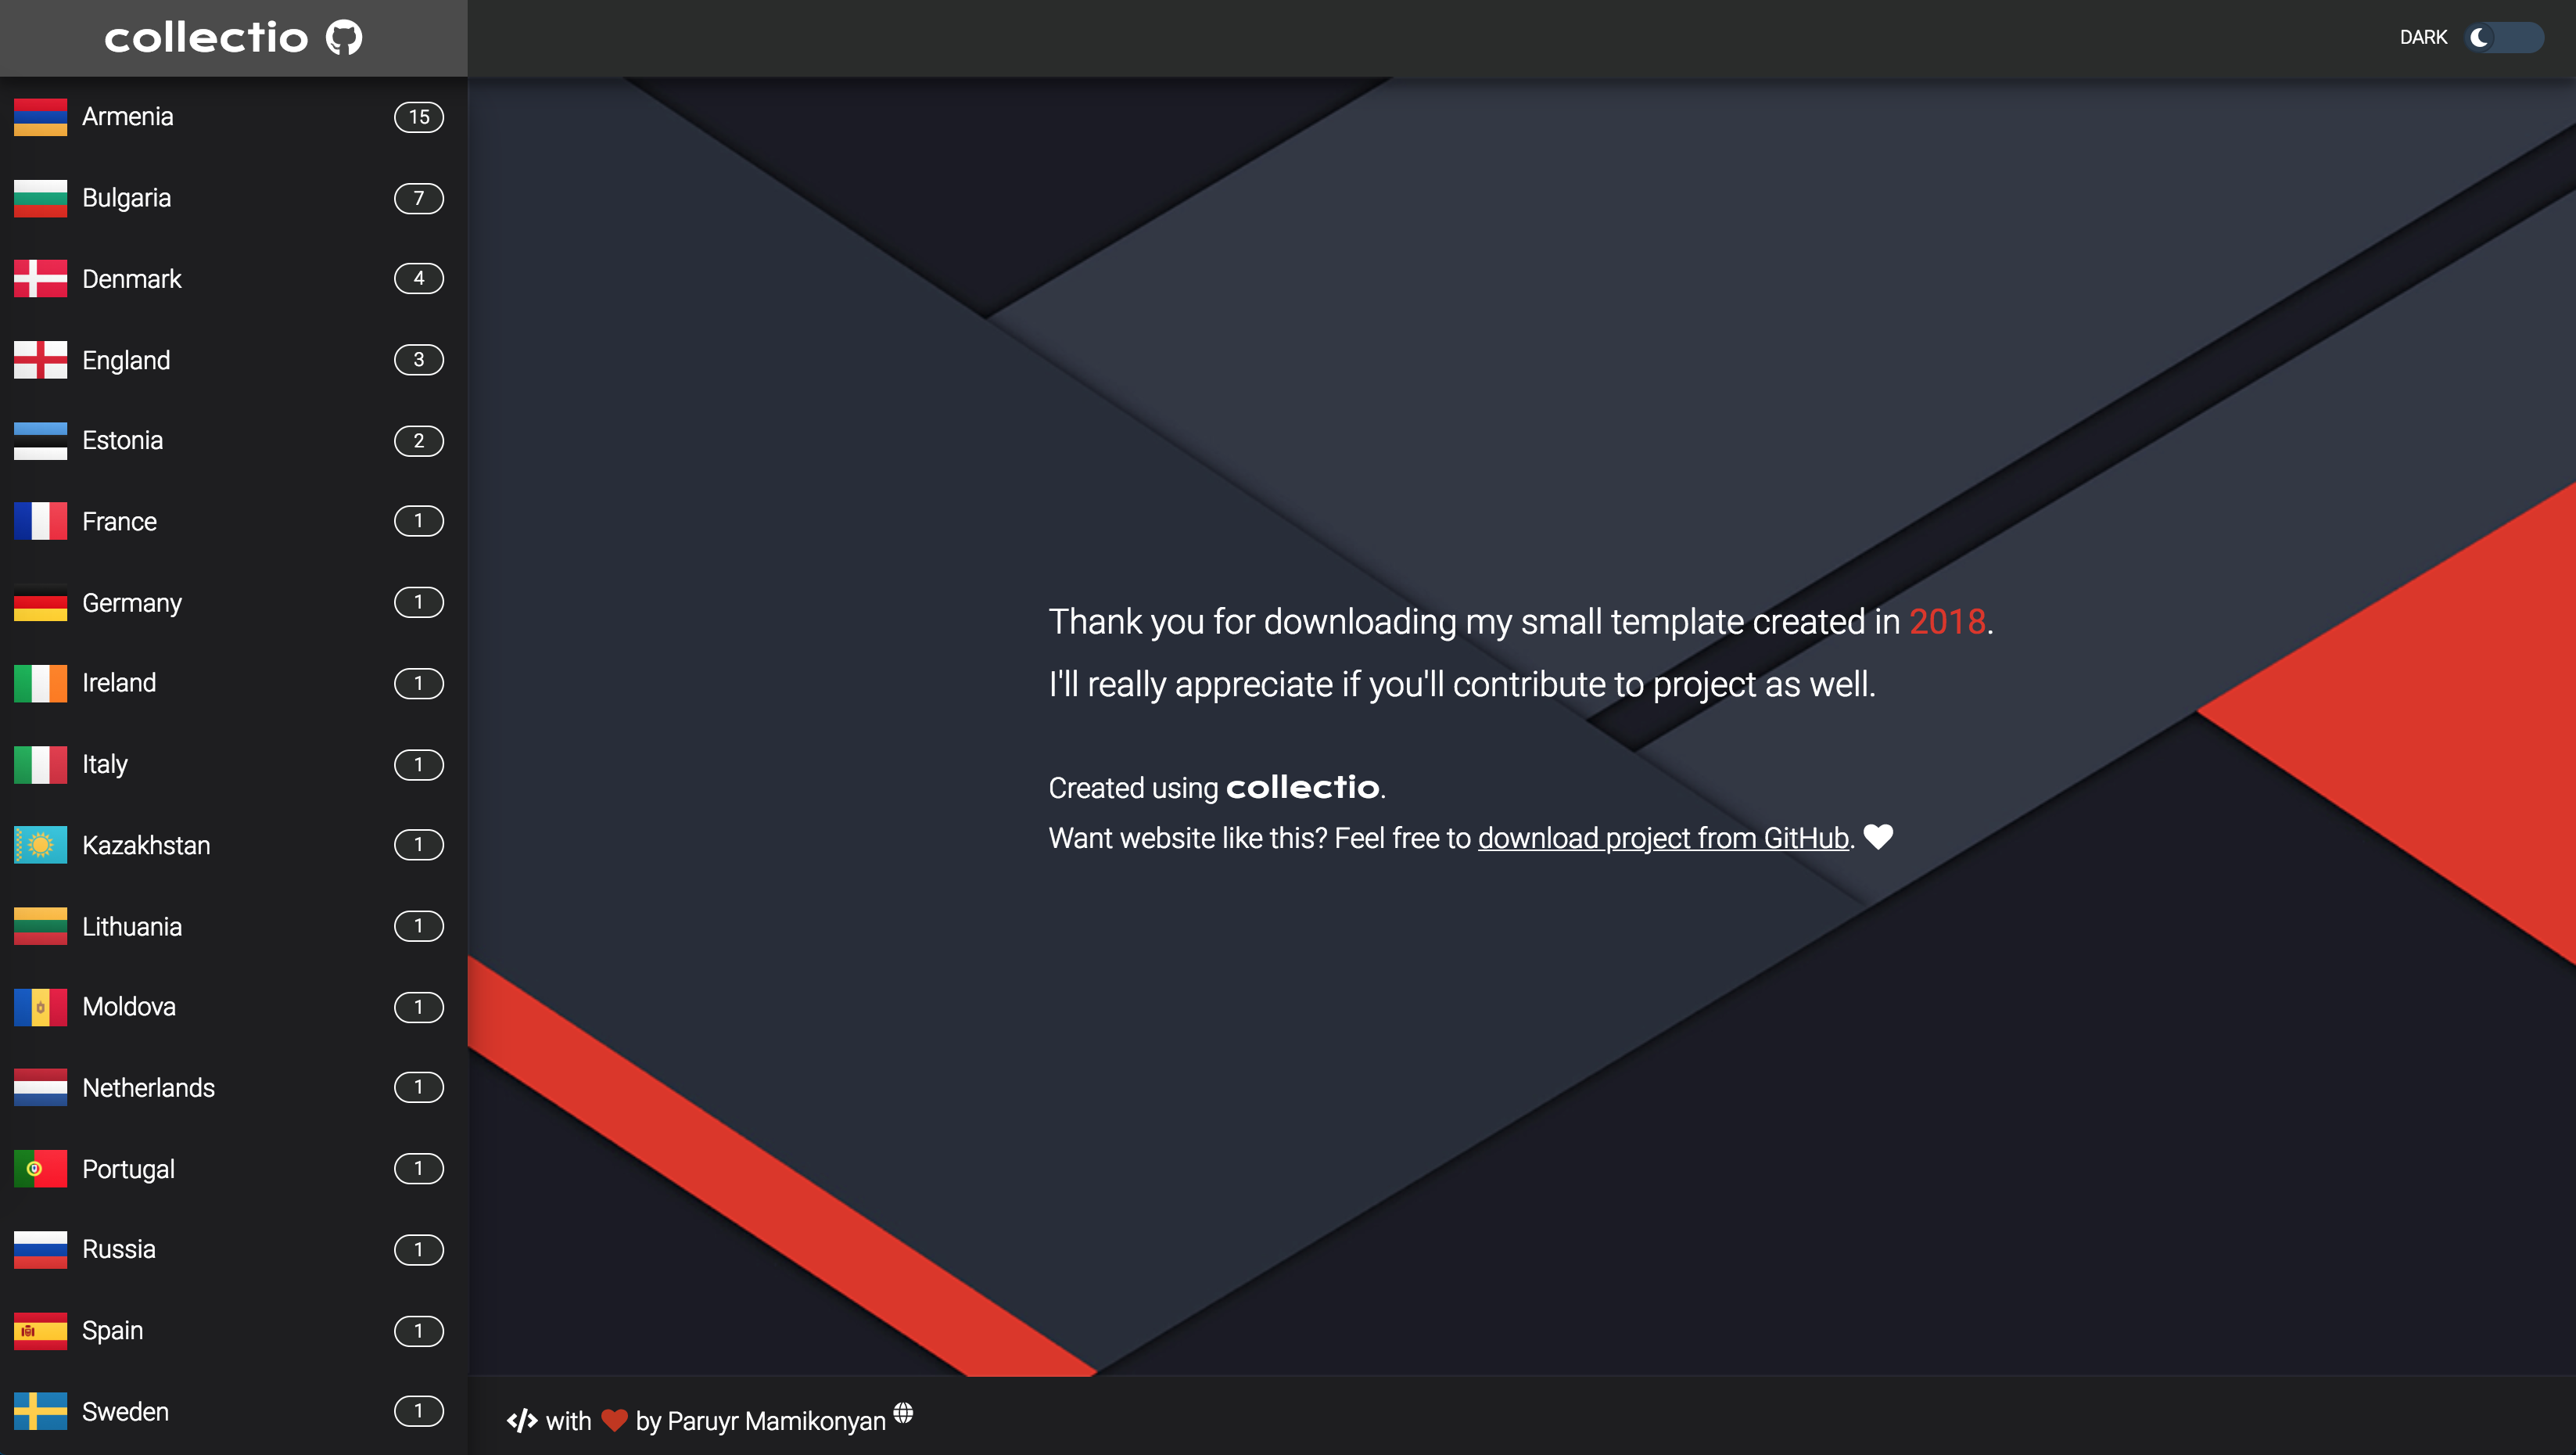 collectio
DARK
Armenia 15
Bulgaria 7
Denmark 4
England 3
Estonia 2
France 1
Germany 1
Ireland 1
Italy 1
Kazakhstan 1
Lithuania 1
Moldova 1
Netherlands 1
Portugal 1
Russia 1
Spain 1
Sweden 1
Thank you for downloading my small template created in 2018.
I'll really appreciate if you'll contribute to project as well.
Created using collectio.
Want website like this? Feel free to download project from GitHub.
</> with ❤ by Paruyr Mamikonyan